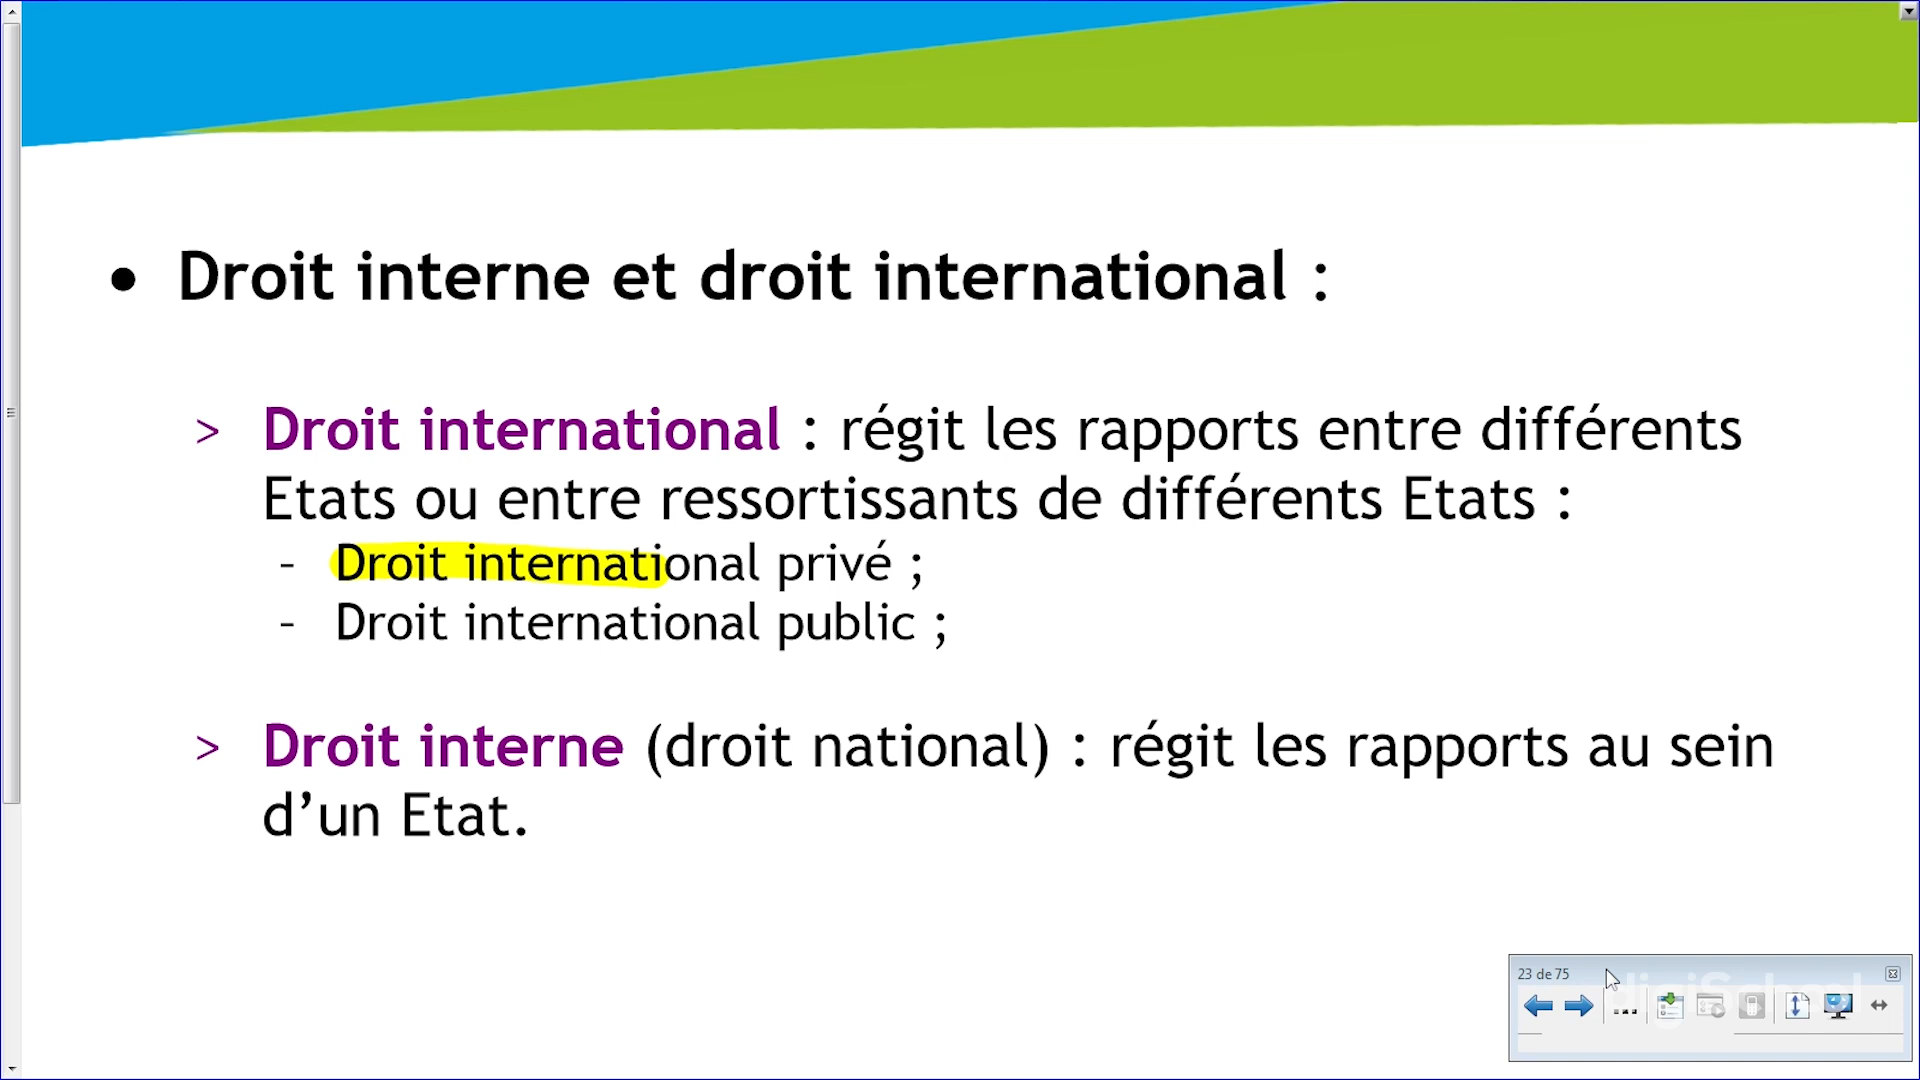 • Droit interne et droit international :
> Droit international : régit les rapports entre différents
Etats ou entre ressortissants de différents Etats :
- Droit international privé ;
- Droit international public ;
> Droit interne (droit national) : régit les rapports au sein
d’un Etat.
23 de 75
digiSchool